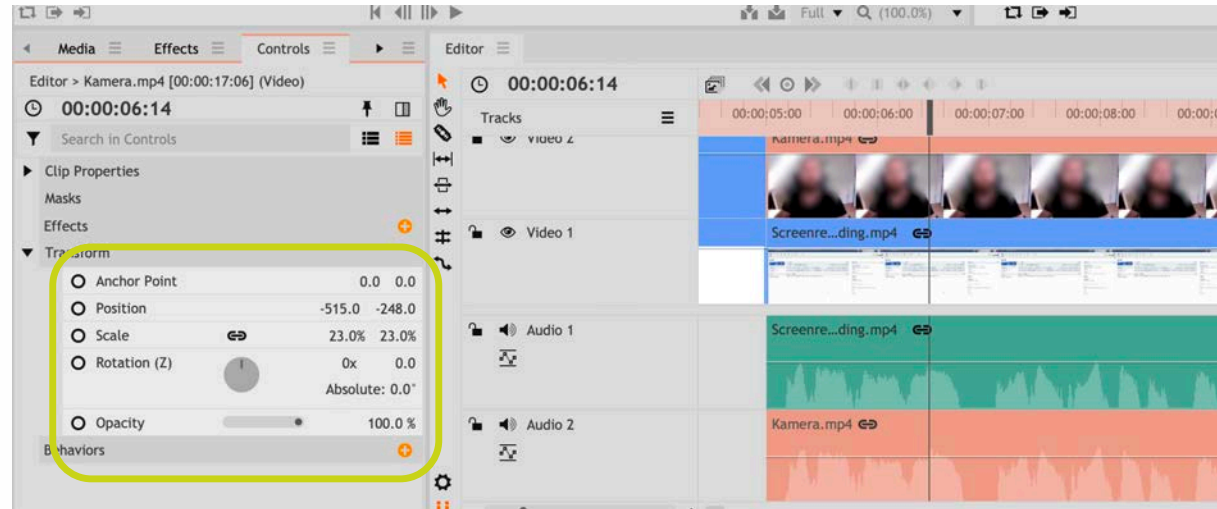 Full (100.0%)
Media Effects Controls
Editor
Editor > Kamera.mp4 [00:00:17:06] (Video)
00:00:06:14
Search in Controls
Clip Properties
Masks
Effects
Transform
Anchor Point 0.0 0.0
Position -515.0 -248.0
Scale 23.0% 23.0%
Rotation (Z) 0x 0.0
Absolute: 0.0°
Opacity 100.0 %
Behaviors
00:00:06:14
Tracks
00:00:05:00 00:00:06:00 00:00:07:00 00:00:08:00
Video 2 Kamera.mp4
Video 1 Screenre...ding.mp4
Audio 1 Screenre...ding.mp4
Audio 2 Kamera.mp4